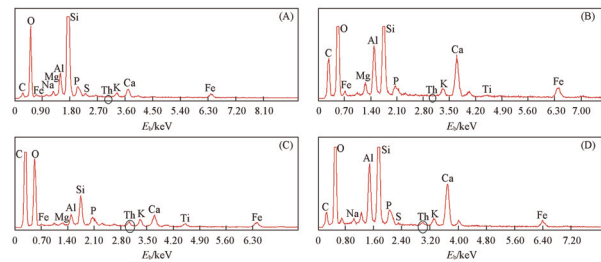 (A)
Si
O
Al
Mg
Na
P
Ca
C
Fe
S
Th
K
Fe
0 0.90 1.80 2.70 3.60 4.50 5.40 6.30 7.20 8.10
Eb/keV
(B)
O
Si
Al
C
Ca
Mg
Fe
P
Th
K
Ti
Fe
0 0.70 1.40 2.10 2.80 3.50 4.20 4.90 5.60 6.30 7.00
Eb/keV
(C)
C
O
Si
Al
P
Fe
Mg
Th
K
Ca
Ti
Fe
0 0.70 1.40 2.10 2.80 3.50 4.20 4.90 5.60 6.30
Eb/keV
(D)
O
Si
Al
Ca
C
Na
P
S
Th
K
Fe
0 0.80 1.60 2.40 3.20 4.00 4.80 5.60 6.40 7.20
Eb/keV